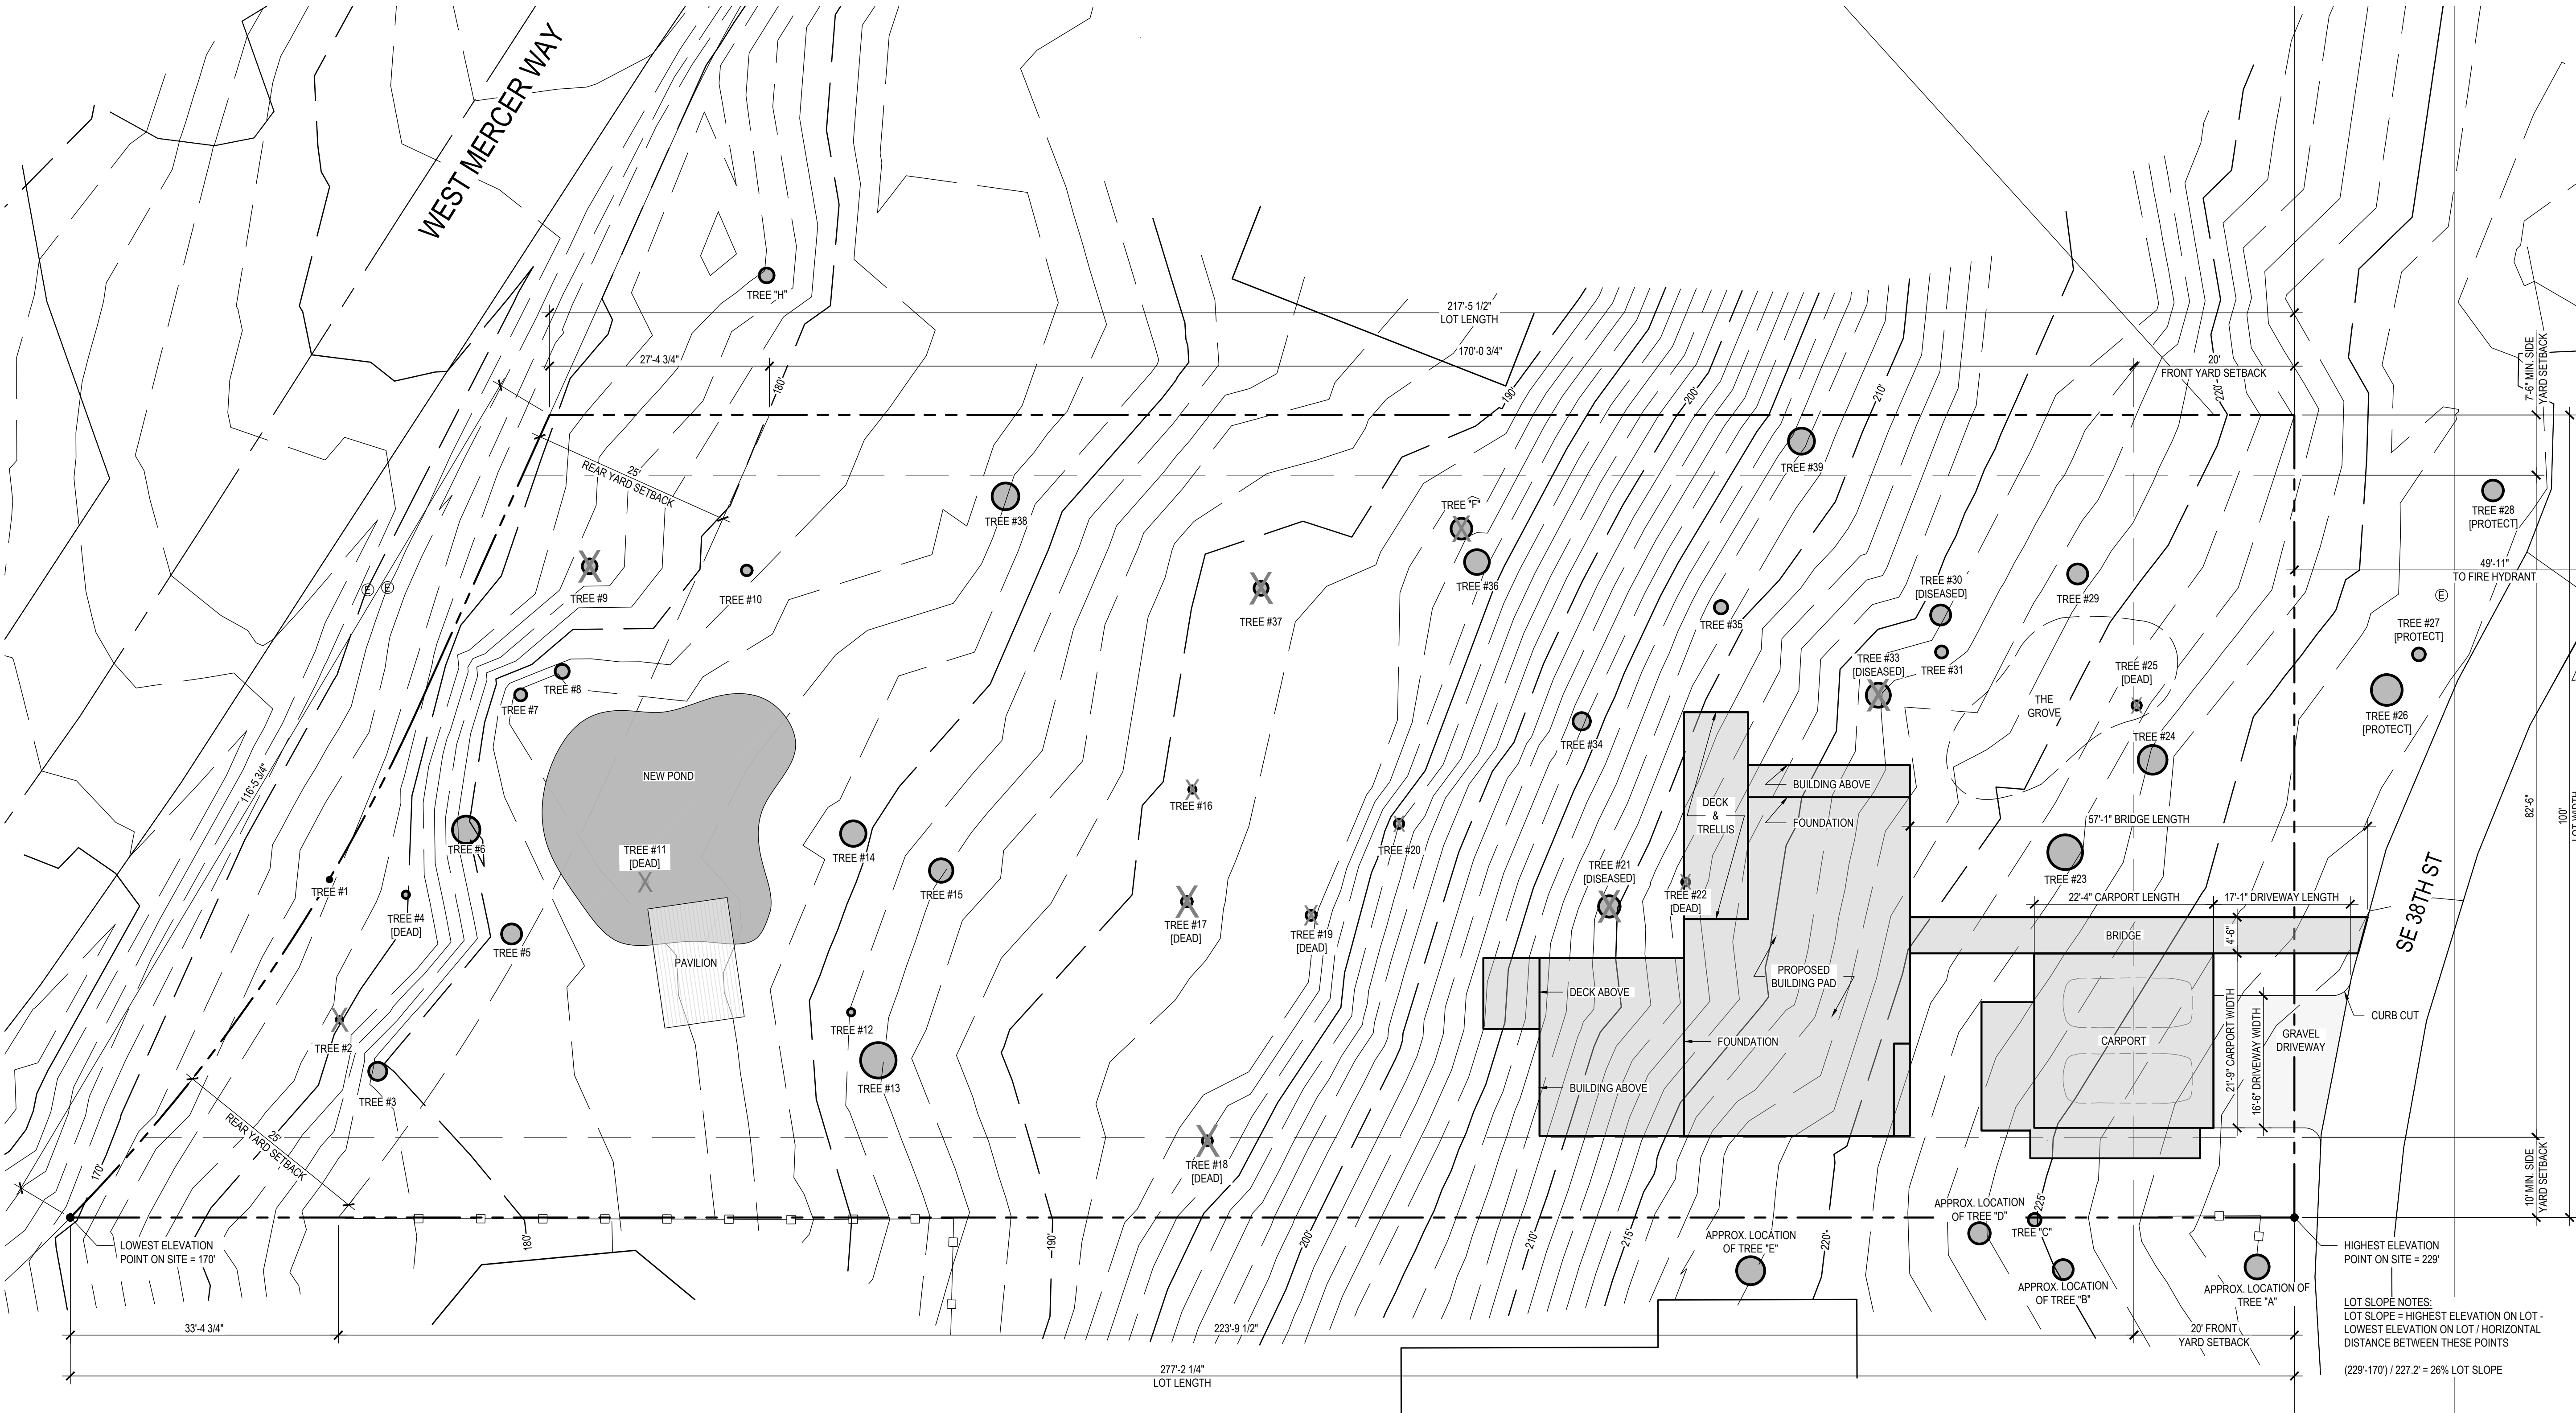 WEST MERCER WAY
TREE "H"
217'-5 1/2"
LOT LENGTH
27'-4 3/4"
170'-0 3/4"
20'
FRONT YARD SETBACK
7'-6" MIN. SIDE
YARD SETBACK
180'
190'
200'
210'
220'
25'
REAR YARD SETBACK
TREE #39
TREE #38
TREE "F"
TREE #36
TREE #28
[PROTECT]
49'-11"
TO FIRE HYDRANT
E
E
E
TREE #9
TREE #10
TREE #37
TREE #35
TREE #30
[DISEASED]
TREE #29
TREE #31
TREE #27
[PROTECT]
TREE #33
[DISEASED]
TREE #25
[DEAD]
TREE #8
TREE #7
THE
GROVE
TREE #26
[PROTECT]
TREE #34
TREE #24
116'-5 3/4"
NEW POND
TREE #16
BUILDING ABOVE
DECK
&
TRELLIS
FOUNDATION
57'-1" BRIDGE LENGTH
82'-6"
100'
LOT WIDTH
TREE #6
TREE #11
[DEAD]
TREE #14
TREE #20
TREE #21
[DISEASED]
TREE #23
TREE #1
TREE #15
TREE #22
[DEAD]
22'-4" CARPORT LENGTH
17'-1" DRIVEWAY LENGTH
SE 38TH ST
TREE #4
[DEAD]
TREE #17
[DEAD]
TREE #19
[DEAD]
TREE #5
BRIDGE
4'-6"
PAVILION
PROPOSED
BUILDING PAD
DECK ABOVE
TREE #12
TREE #2
FOUNDATION
CARPORT
21'-9" CARPORT WIDTH
16'-6" DRIVEWAY WIDTH
GRAVEL
DRIVEWAY
CURB CUT
TREE #13
TREE #3
BUILDING ABOVE
25'
REAR YARD SETBACK
170'
TREE #18
[DEAD]
10' MIN. SIDE
YARD SETBACK
LOWEST ELEVATION
POINT ON SITE = 170'
180'
190'
200'
210'
215'
220'
225'
APPROX. LOCATION
OF TREE "E"
APPROX. LOCATION
OF TREE "D"
TREE "C"
APPROX. LOCATION
OF TREE "B"
APPROX. LOCATION OF
TREE "A"
HIGHEST ELEVATION
POINT ON SITE = 229'
LOT SLOPE NOTES:
LOT SLOPE = HIGHEST ELEVATION ON LOT -
LOWEST ELEVATION ON LOT / HORIZONTAL
DISTANCE BETWEEN THESE POINTS
(229'-170') / 227.2' = 26% LOT SLOPE
33'-4 3/4"
223'-9 1/2"
20' FRONT
YARD SETBACK
277'-2 1/4"
LOT LENGTH